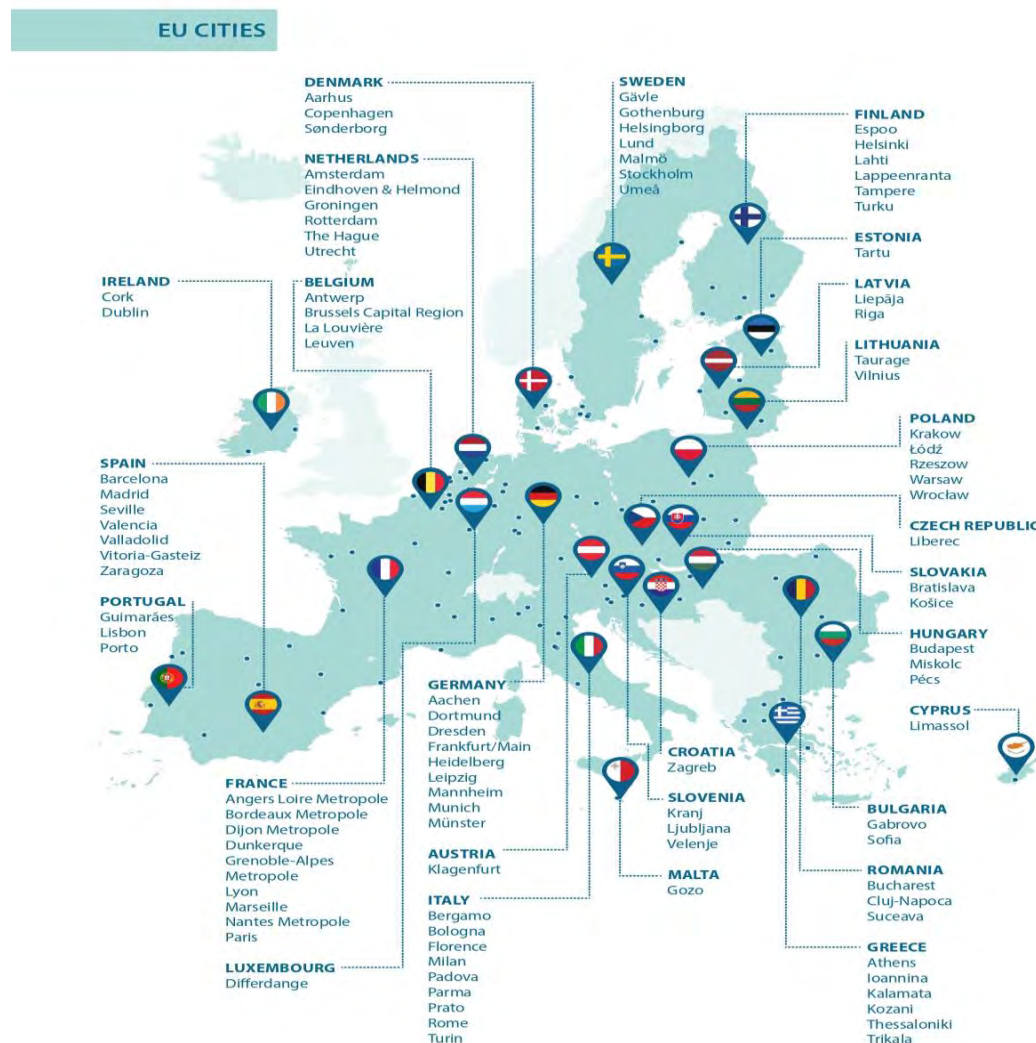 EU CITIES
DENMARK
Aarhus
Copenhagen
Sønderborg
NETHERLANDS
Amsterdam
Eindhoven & Helmond
Groningen
Rotterdam
The Hague
Utrecht
BELGIUM
Antwerp
Brussels Capital Region
La Louvière
Leuven
SWEDEN
Gävle
Gothenburg
Helsingborg
Lund
Malmö
Stockholm
Umeå
FINLAND
Espoo
Helsinki
Lahti
Lappeenranta
Tampere
Turku
ESTONIA
Tartu
LATVIA
Liepāja
Riga
LITHUANIA
Taurage
Vilnius
IRELAND
Cork
Dublin
POLAND
Krakow
Łódź
Rzeszow
Warsaw
Wrocław
CZECH REPUBLIC
Liberec
SLOVAKIA
Bratislava
Košice
HUNGARY
Budapest
Miskolc
Pécs
CYPRUS
Limassol
SPAIN
Barcelona
Madrid
Seville
Valencia
Valladolid
Vitoria-Gasteiz
Zaragoza
PORTUGAL
Guimarães
Lisbon
Porto
FRANCE
Angers Loire Metropole
Bordeaux Metropole
Dijon Metropole
Dunkerque
Grenoble-Alpes
Metropole
Lyon
Marseille
Nantes Metropole
Paris
LUXEMBOURG
Differdange
GERMANY
Aachen
Dortmund
Dresden
Frankfurt/Main
Heidelberg
Leipzig
Mannheim
Munich
Münster
AUSTRIA
Klagenfurt
ITALY
Bergamo
Bologna
Florence
Milan
Padova
Parma
Prato
Rome
Turin
CROATIA
Zagreb
SLOVENIA
Kranj
Ljubljana
Velenje
MALTA
Gozo
BULGARIA
Gabrovo
Sofia
ROMANIA
Bucharest
Cluj-Napoca
Suceava
GREECE
Athens
Ioannina
Kalamata
Kozani
Thessaloniki
Trikala